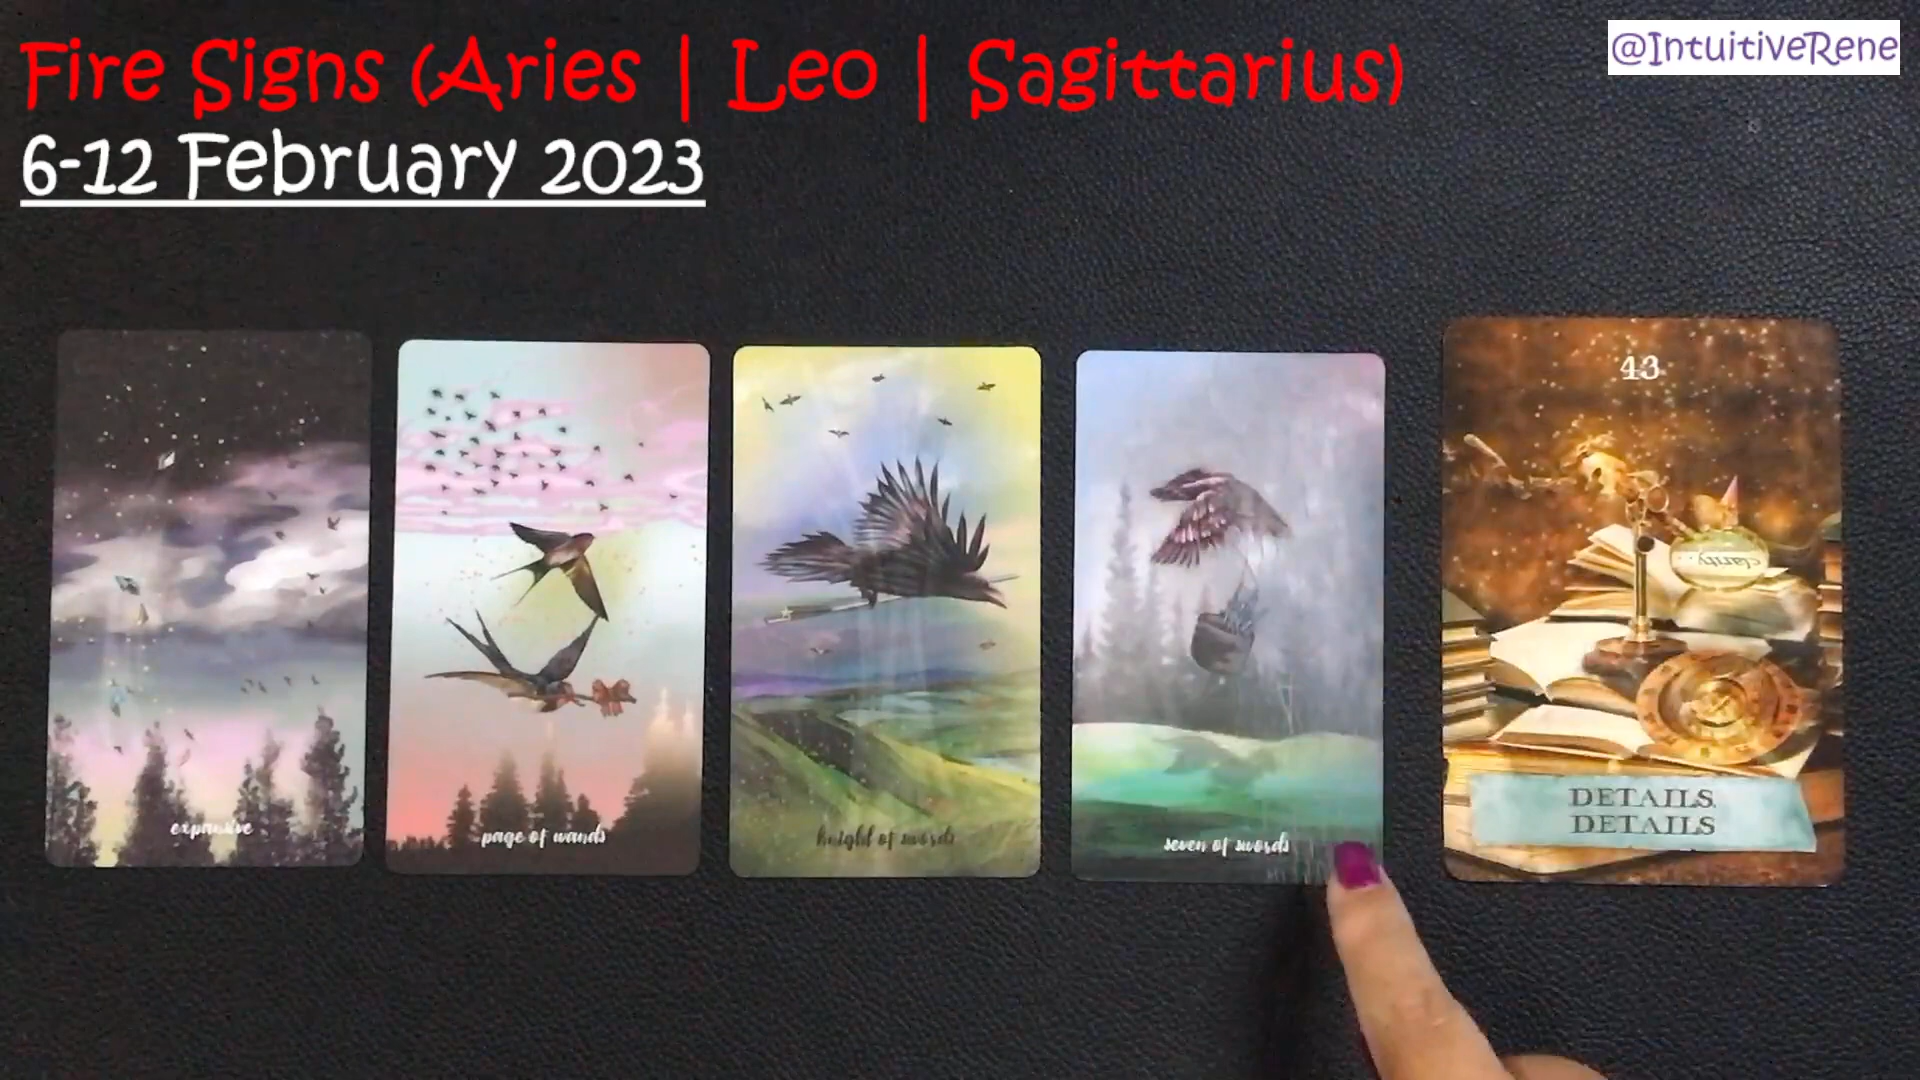 Fire Signs (Aries | Leo | Sagittarius)
@IntuitiveRene
6-12 February 2023
expansive
page of wands
knight of swords
seven of swords
43
clarity
DETAILS
DETAILS